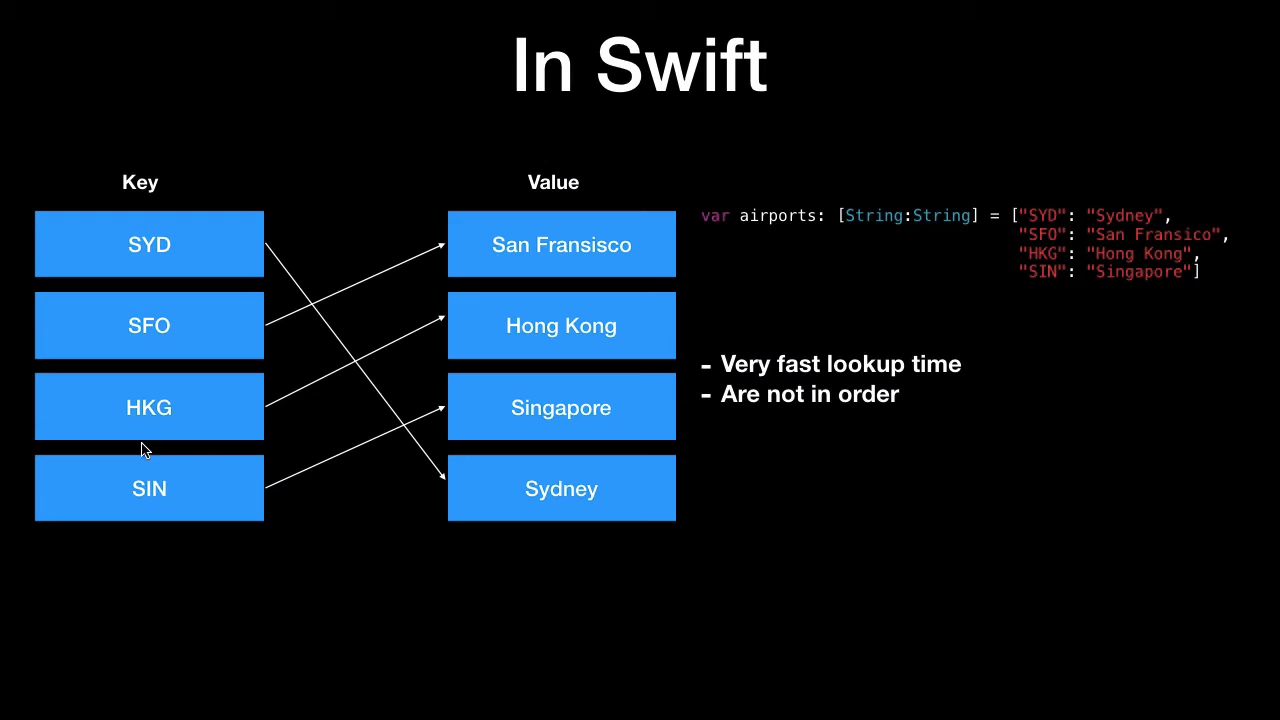 In Swift
Key
Value
SYD
SFO
HKG
SIN
San Fransisco
Hong Kong
Singapore
Sydney
var airports: [String:String] = ["SYD": "Sydney",
"SFO": "San Fransico",
"HKG": "Hong Kong",
"SIN": "Singapore"]
- Very fast lookup time
- Are not in order